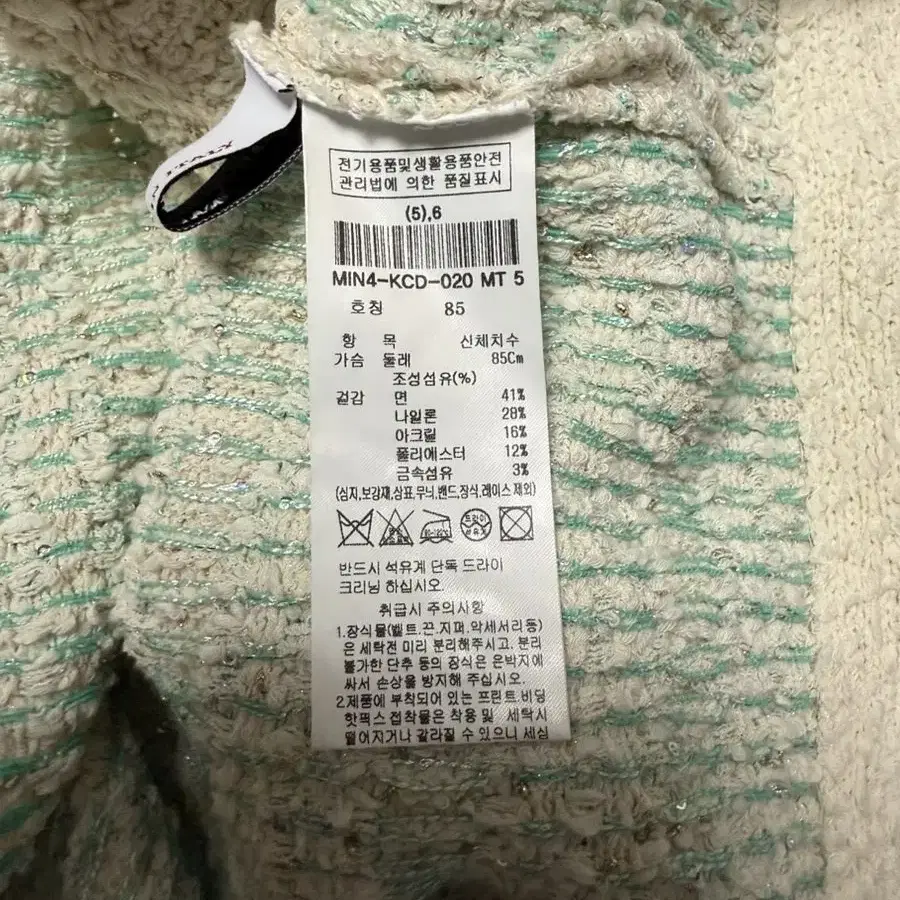 전기용품및생활용품안전
관리법에 의한 품질표시
(5),6
MIN4-KCD-020 MT 5
호칭 85
항 목 신체치수
가슴 둘레 85Cm
조성섬유(%)
겉감 면 41%
나일론 28%
아크릴 16%
폴리에스터 12%
금속섬유 3%
(심지,보강재,상표,무늬,밴드,장식,레이스 제외)
드라이
석유계
반드시 석유계 단독 드라이
크리닝 하십시오.
취급시 주의사항
1.장식물(벨트.끈.지퍼.악세서리등)
은 세탁전 미리 분리해주시고. 분리
불가한 단추 등의 장식은 은박지에
싸서 손상을 방지해 주십시오.
2.제품에 부착되어 있는 프린트.비딩
핫픽스 접착물은 착용 및 세탁시
떨어지거나 갈라질 수 있으니 세심